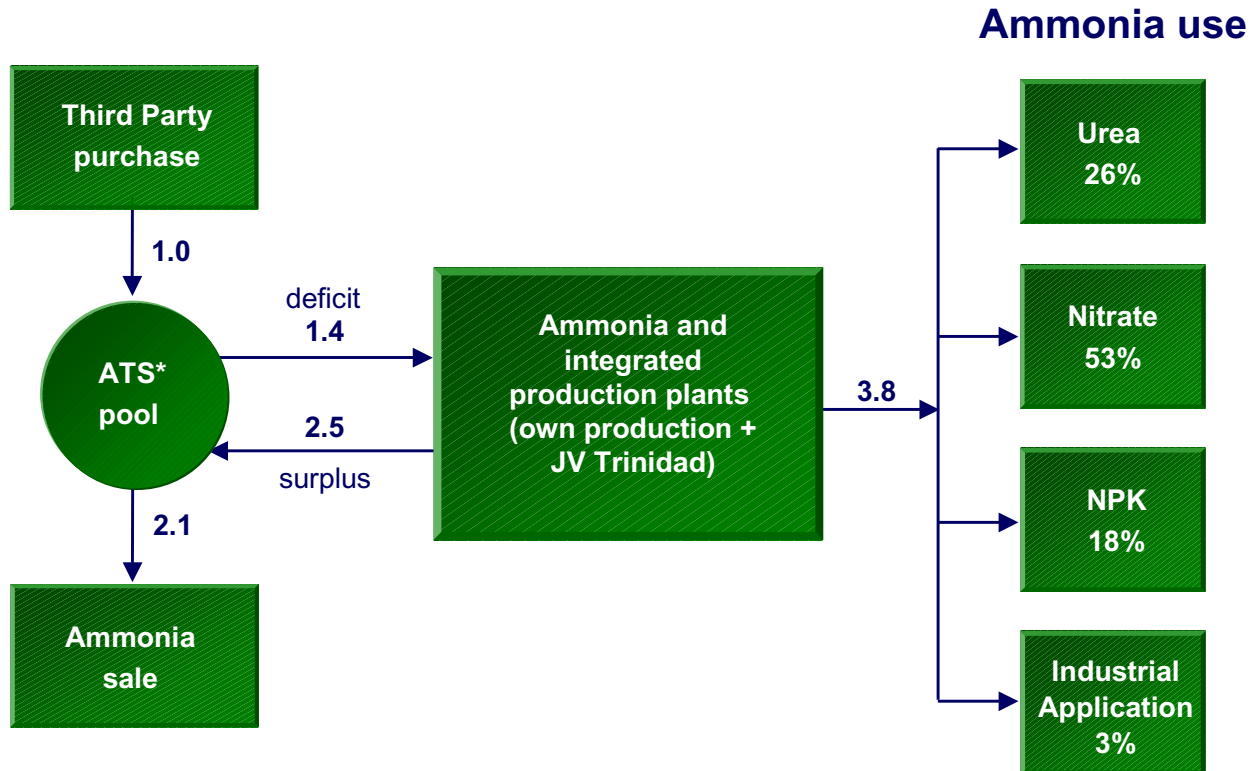 Ammonia use
Third Party
purchase
1.0
ATS*
pool
2.1
Ammonia
sale
deficit
1.4
2.5
surplus
Ammonia and
integrated
production plants
(own production +
JV Trinidad)
3.8
Urea
26%
Nitrate
53%
NPK
18%
Industrial
Application
3%